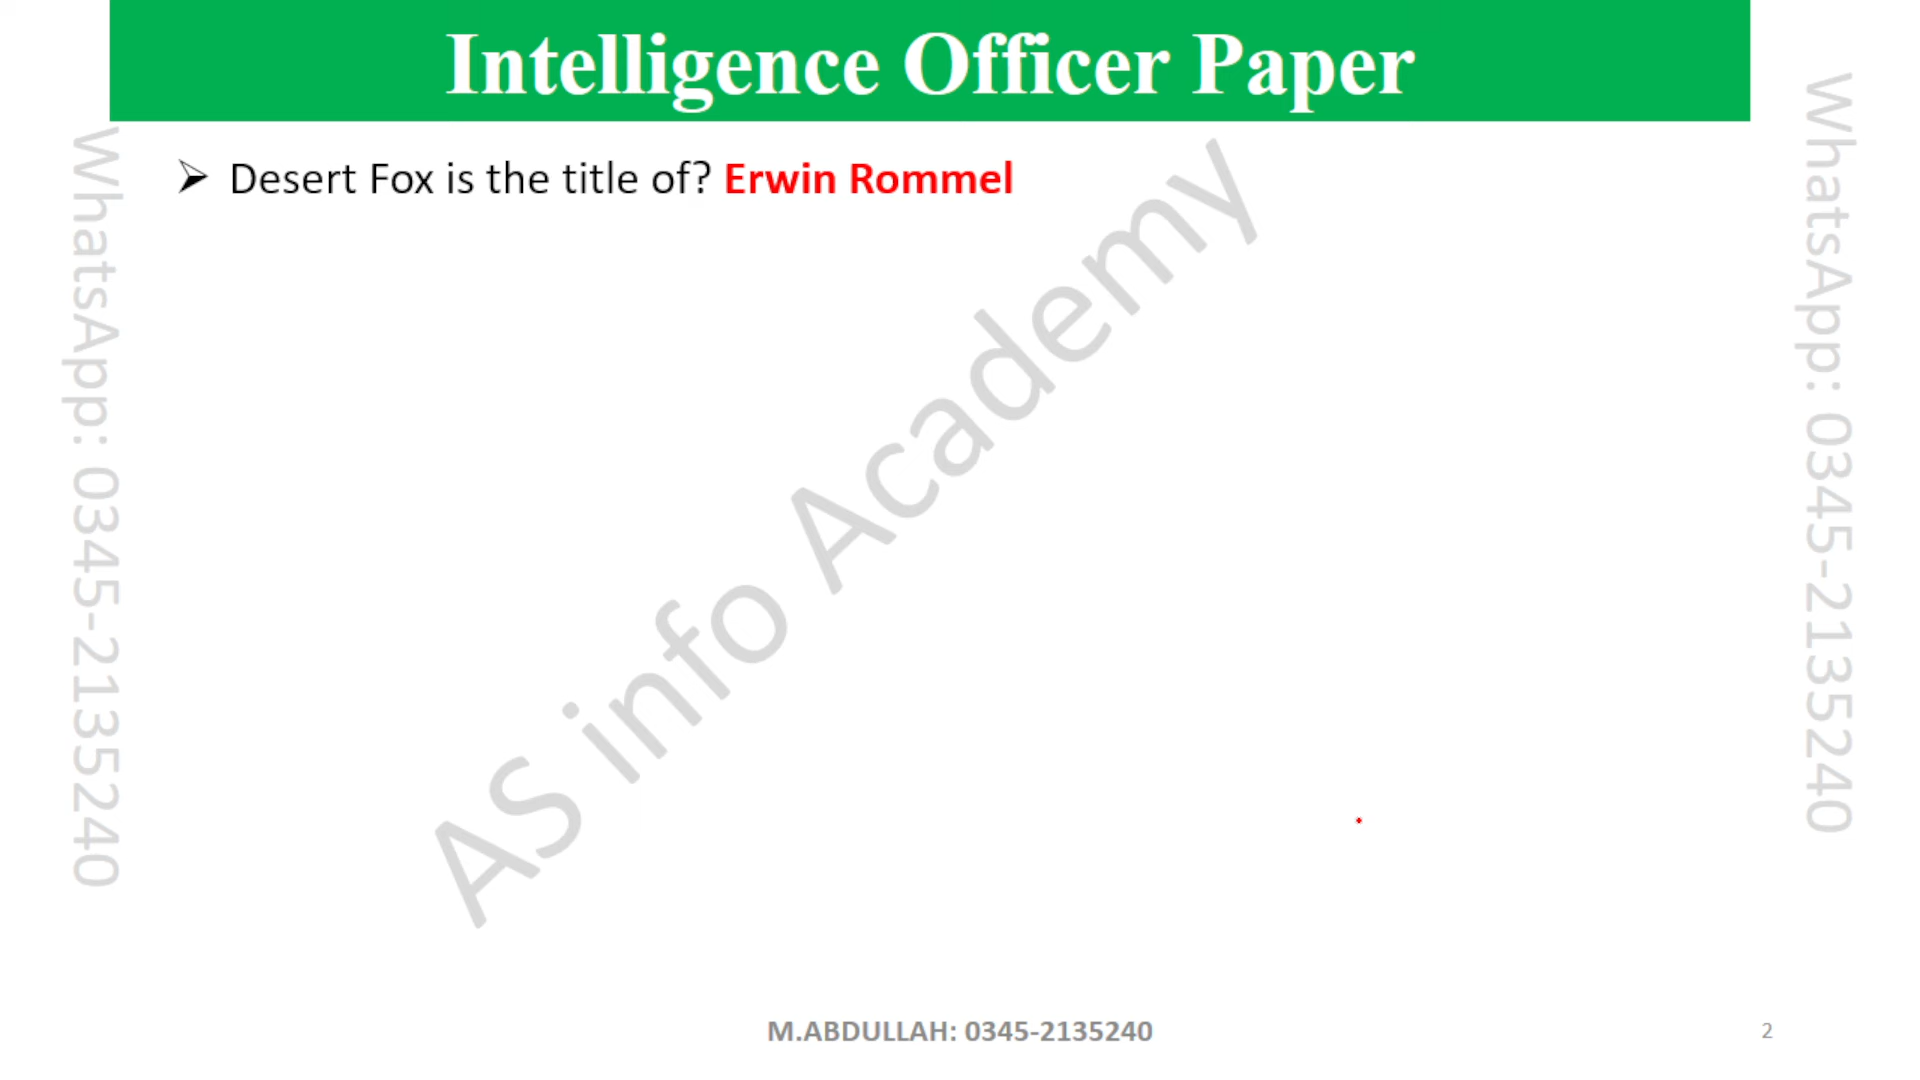 Intelligence Officer Paper
➢ Desert Fox is the title of? Erwin Rommel
WhatsApp: 0345-2135240
AS info Academy
WhatsApp: 0345-2135240
M.ABDULLAH: 0345-2135240
2